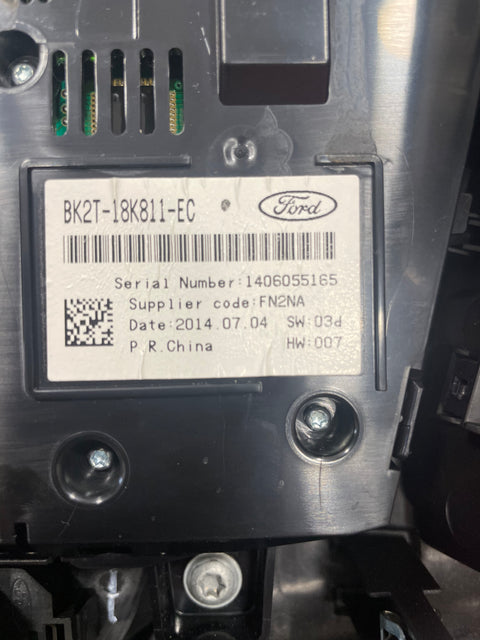 BK2T-18K811-EC
Ford
Serial Number:1406055165
Supplier code:FN2NA
Date:2014.07.04 SW:03d
P.R.China HW:007